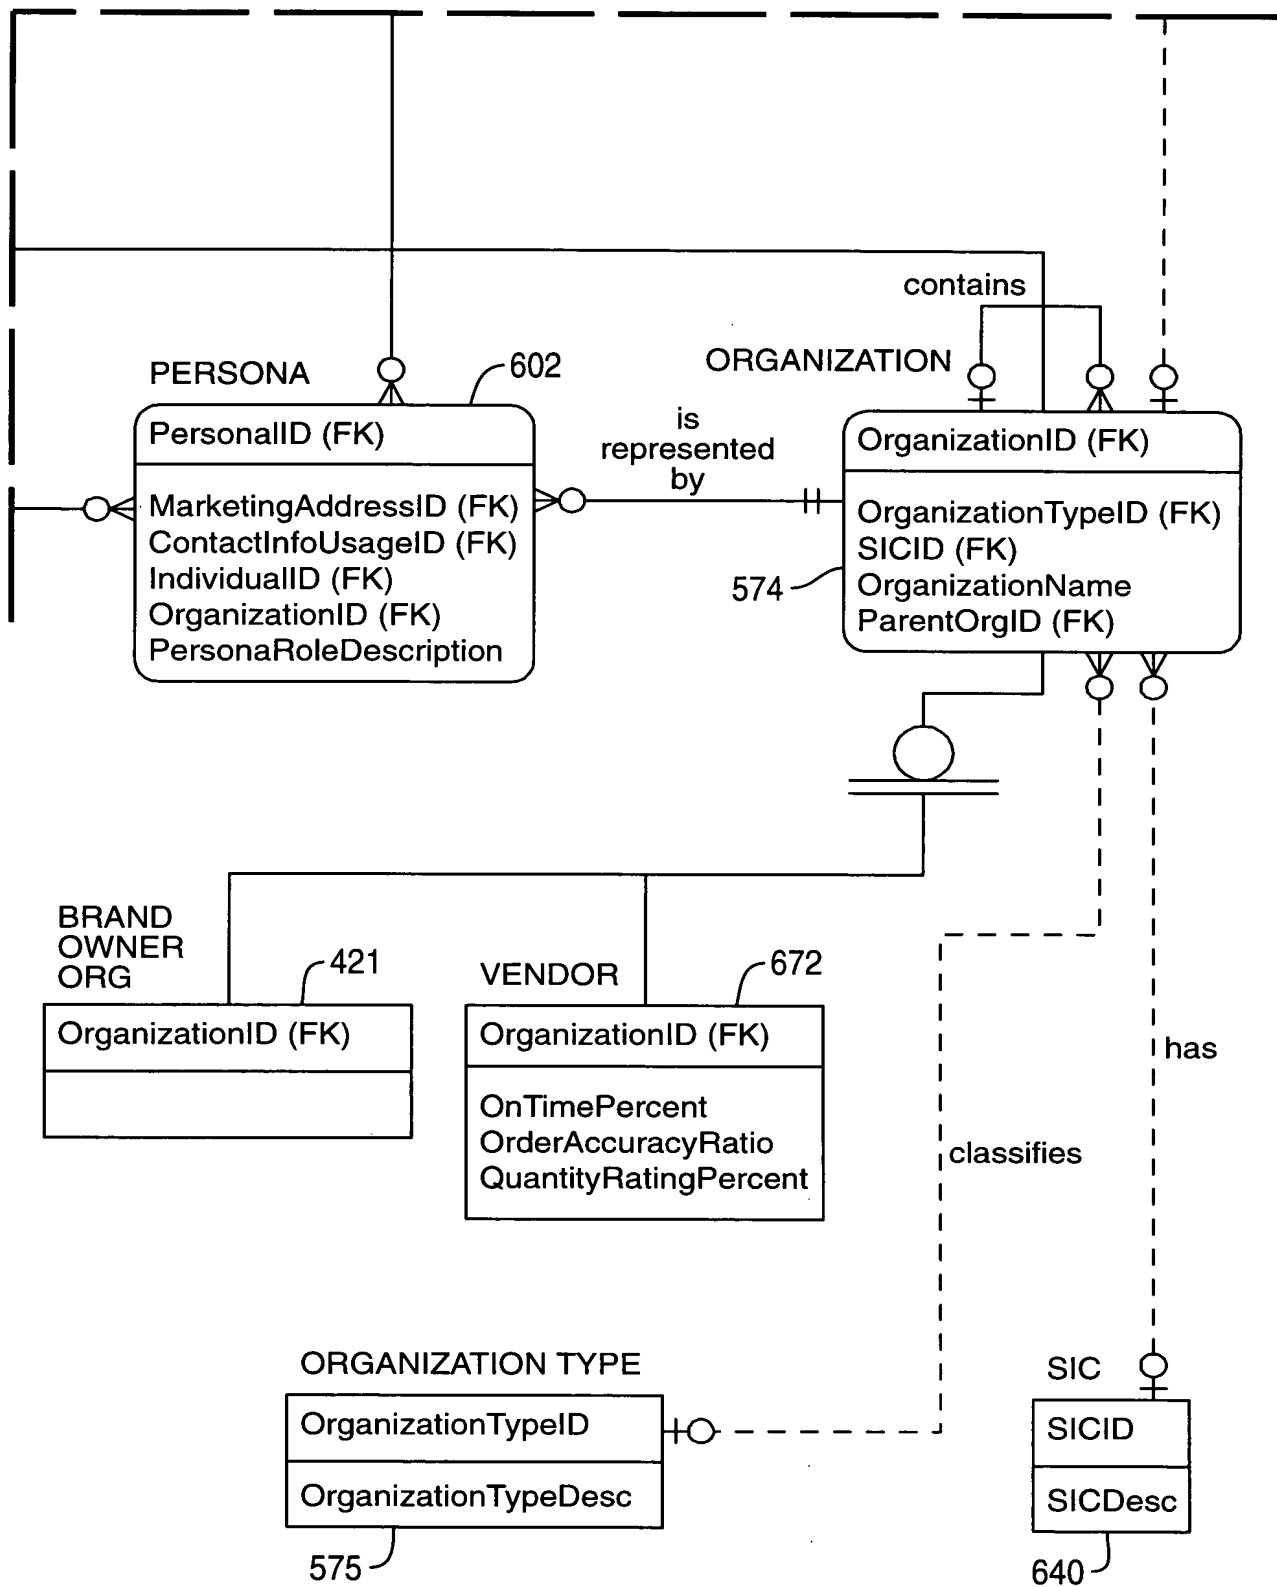 contains
PERSONA
602
PersonalID (FK)
MarketingAddressID (FK)
ContactInfoUsageID (FK)
IndividualID (FK)
OrganizationID (FK)
PersonaRoleDescription
is
represented
by
ORGANIZATION
OrganizationID (FK)
OrganizationTypeID (FK)
SICID (FK)
OrganizationName
ParentOrgID (FK)
574
BRAND
OWNER
ORG
421
OrganizationID (FK)
VENDOR
672
OrganizationID (FK)
OnTimePercent
OrderAccuracyRatio
QuantityRatingPercent
classifies
has
ORGANIZATION TYPE
OrganizationTypeID
OrganizationTypeDesc
575
SIC
SICID
SICDesc
640